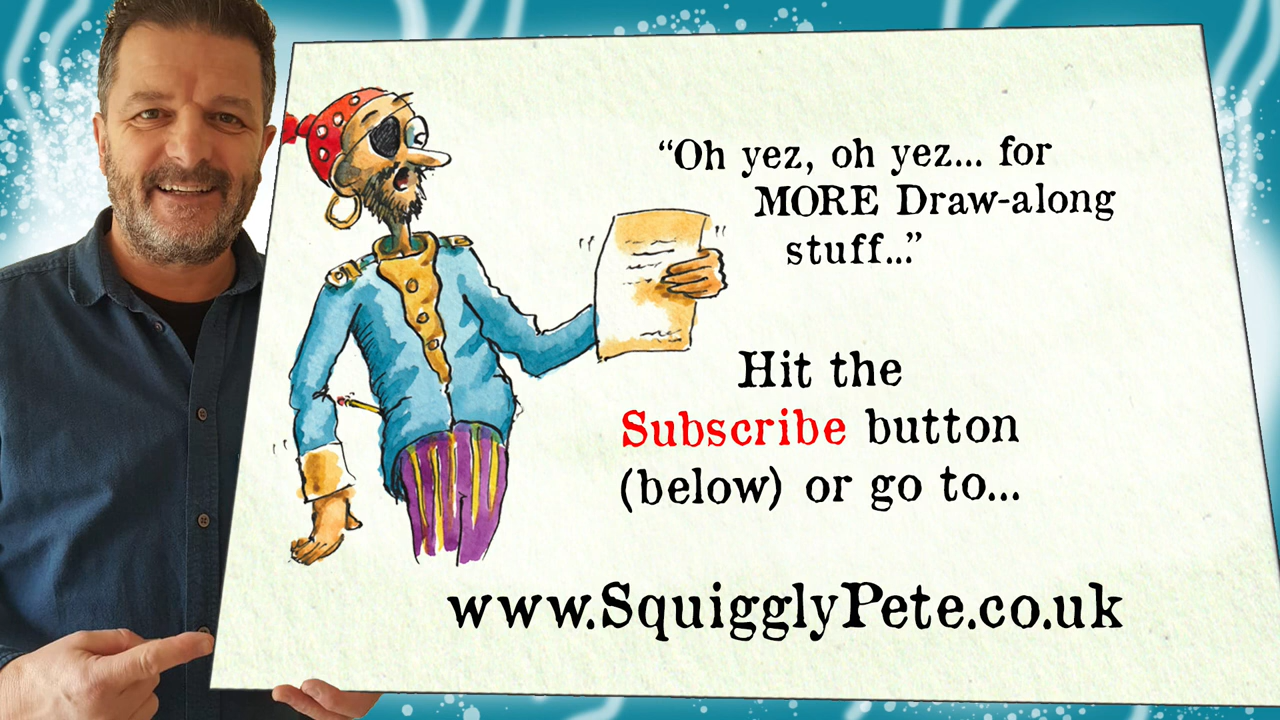 “Oh yez, oh yez... for
MORE Draw-along
stuff...”
Hit the
Subscribe button
(below) or go to...
www.SquigglyPete.co.uk